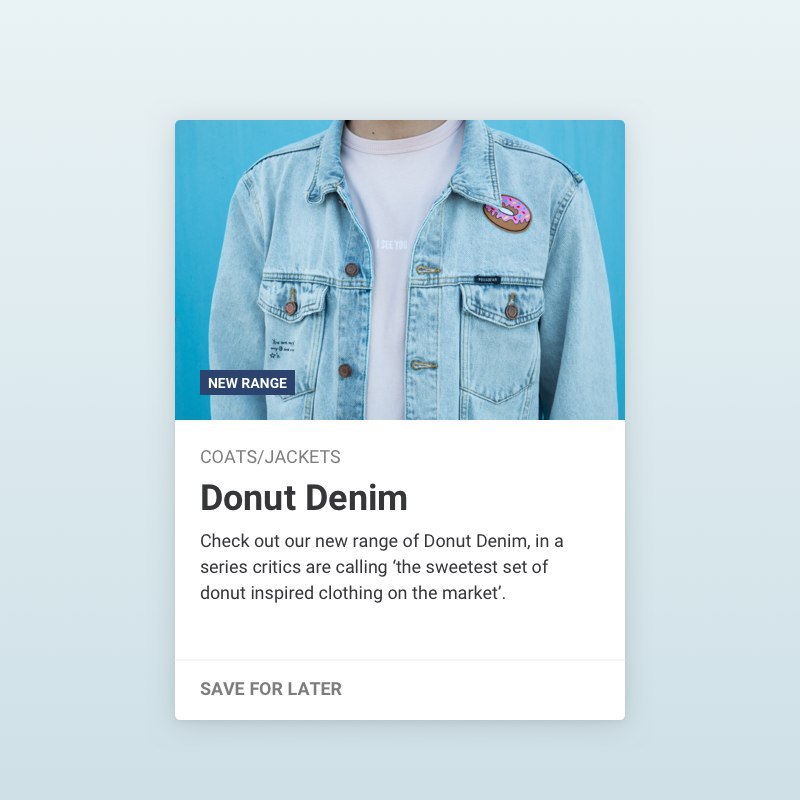 I SEE YOU
NEW RANGE
COATS/JACKETS
Donut Denim
Check out our new range of Donut Denim, in a
series critics are calling ‘the sweetest set of
donut inspired clothing on the market’.
SAVE FOR LATER